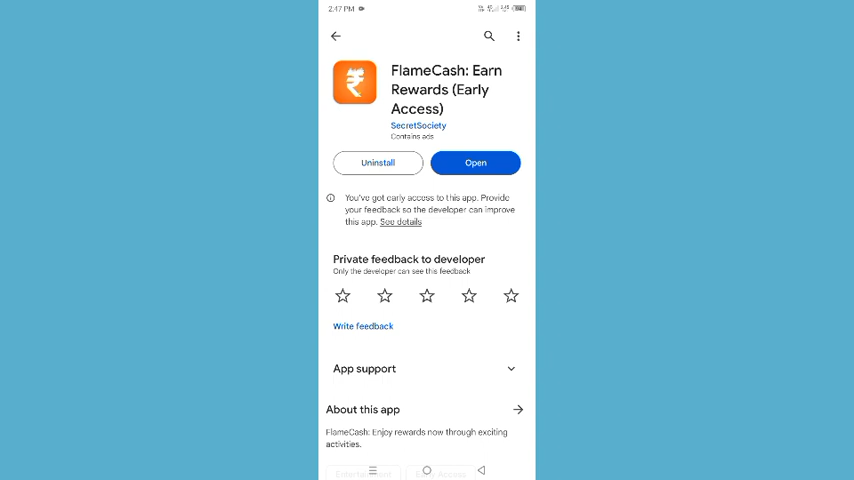 2:47 PM
FlameCash: Earn
Rewards (Early
Access)
SecretSociety
Contains ads
Uninstall
Open
You've got early access to this app. Provide
your feedback so the developer can improve
this app. See details
Private feedback to developer
Only the developer can see this feedback
Write feedback
App support
About this app
FlameCash: Enjoy rewards now through exciting
activities.
Early Access